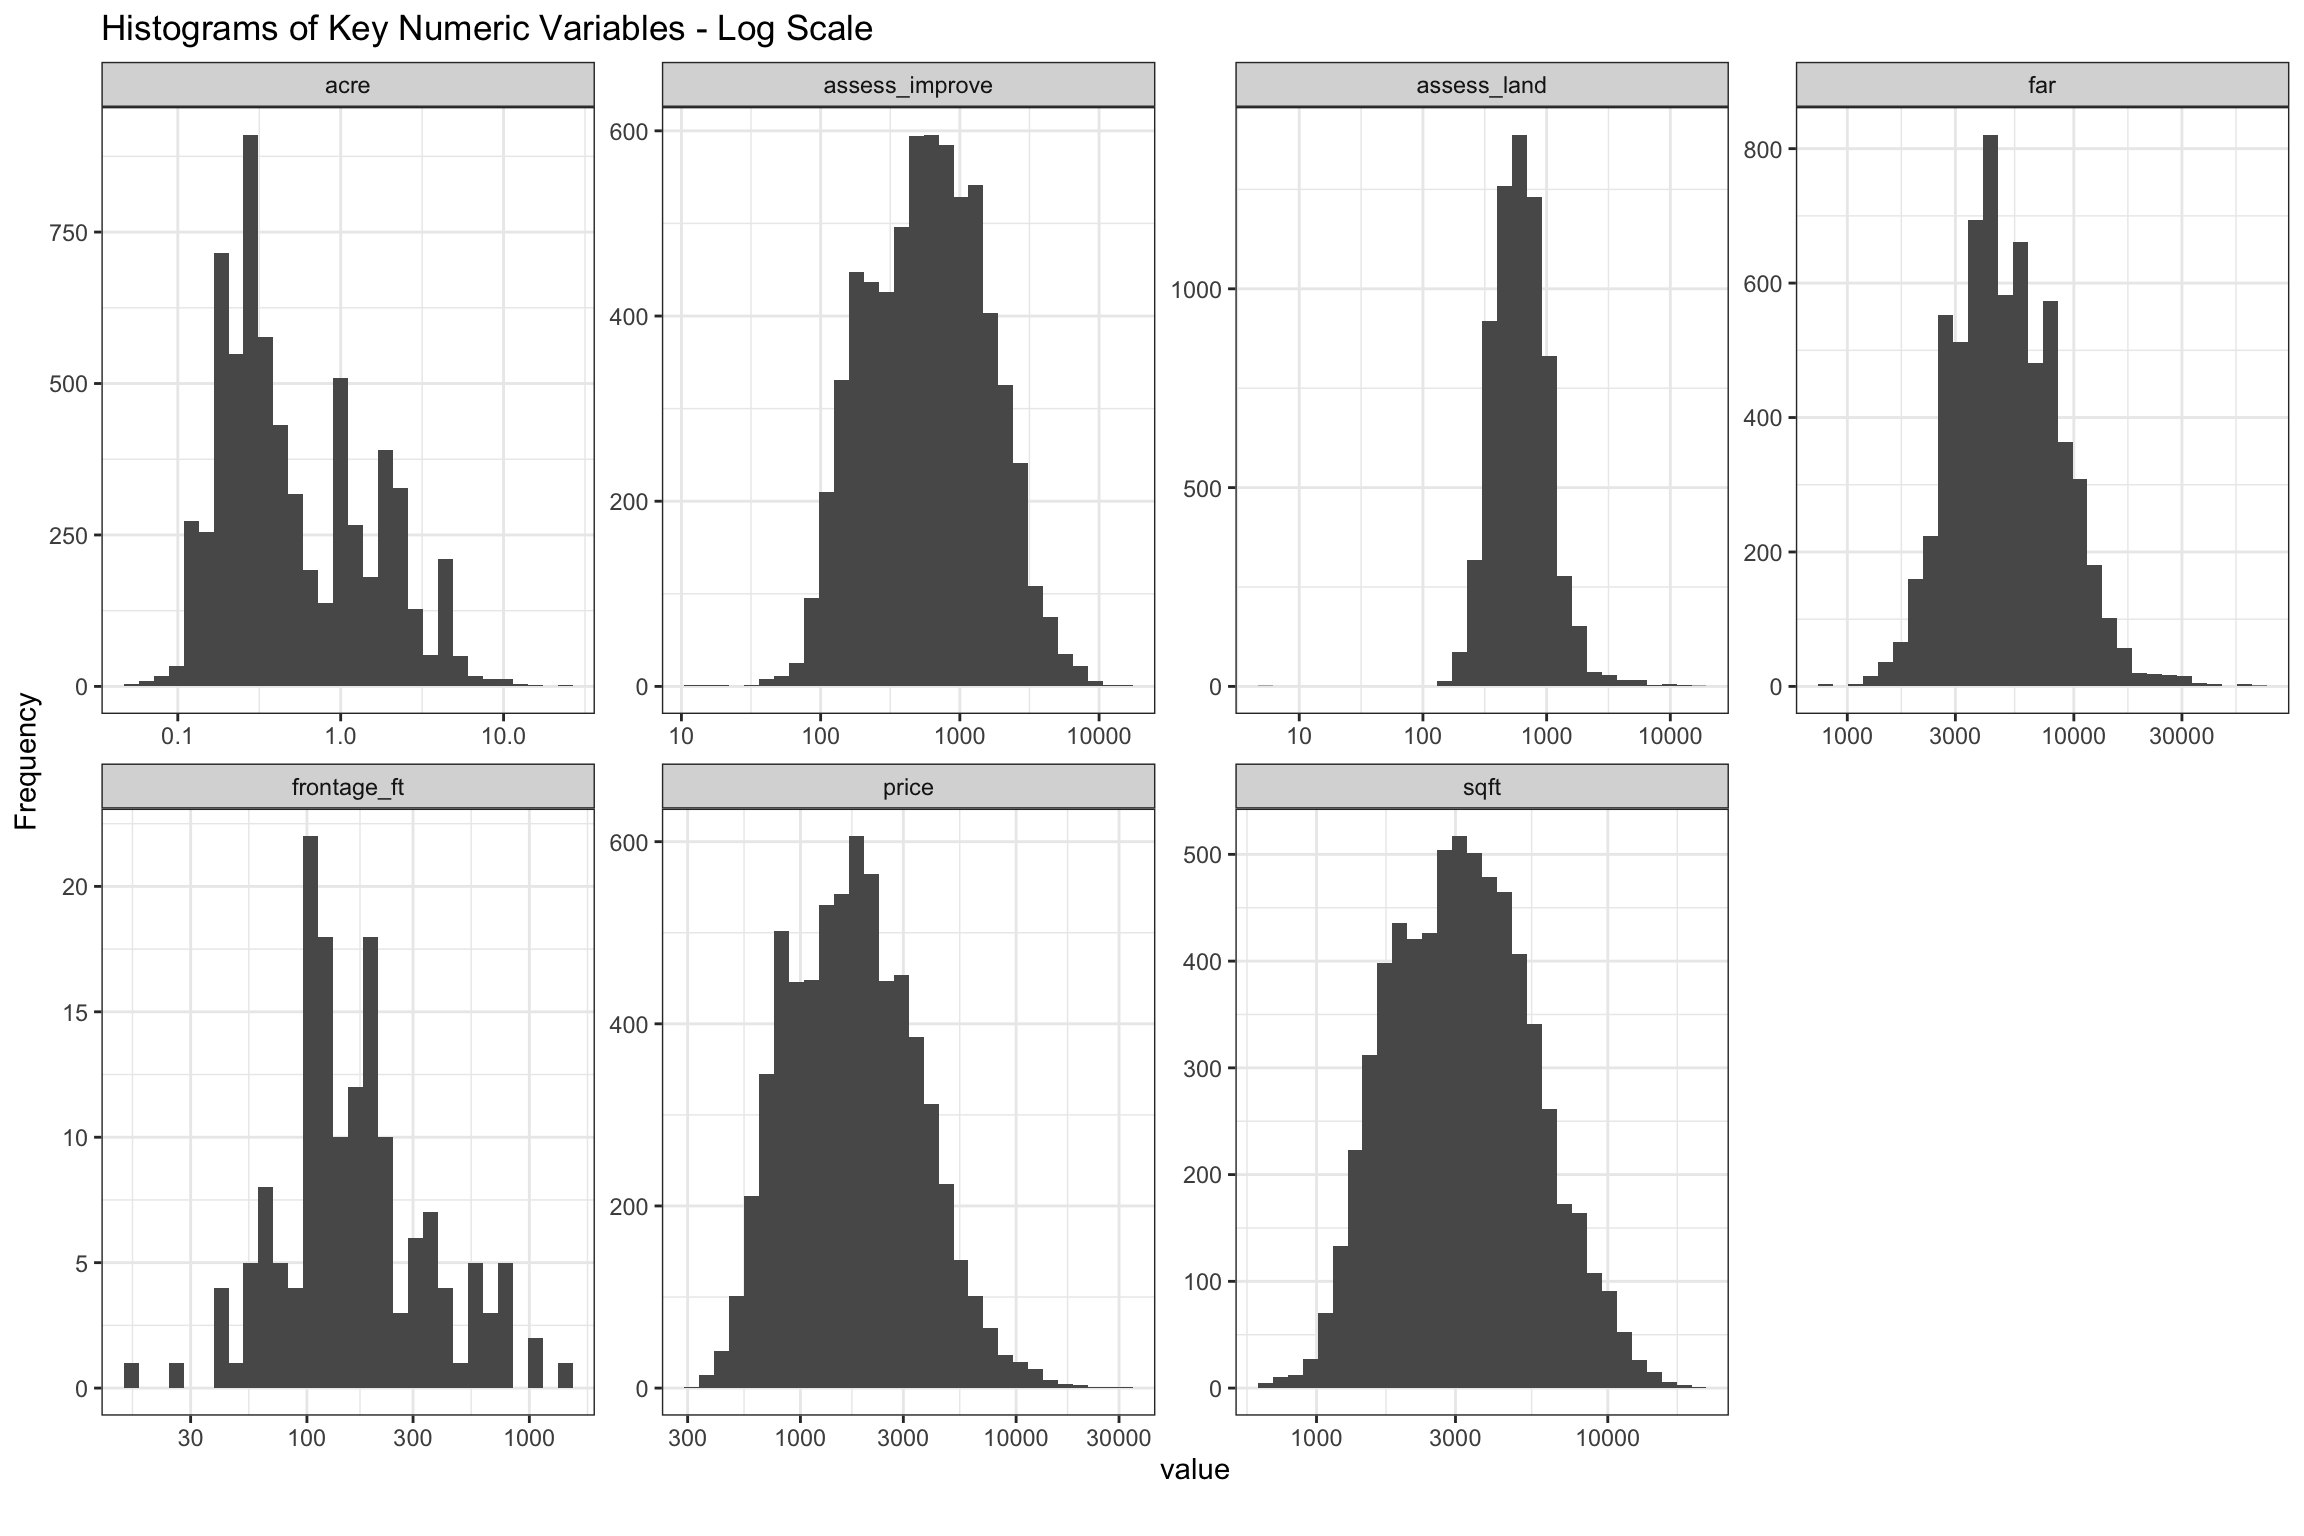 Histograms of Key Numeric Variables - Log Scale
acre
assess_improve
assess_land
far
750
500
250
0
600
400
200
0
1000
500
0
800
600
400
200
0
0.1 1.0 10.0
10 100 1000 10000
10 100 1000 10000
1000 3000 10000 30000
Frequency
frontage_ft
price
sqft
20
15
10
5
0
600
400
200
0
500
400
300
200
100
0
30 100 300 1000
300 1000 3000 10000 30000
1000 3000 10000
value